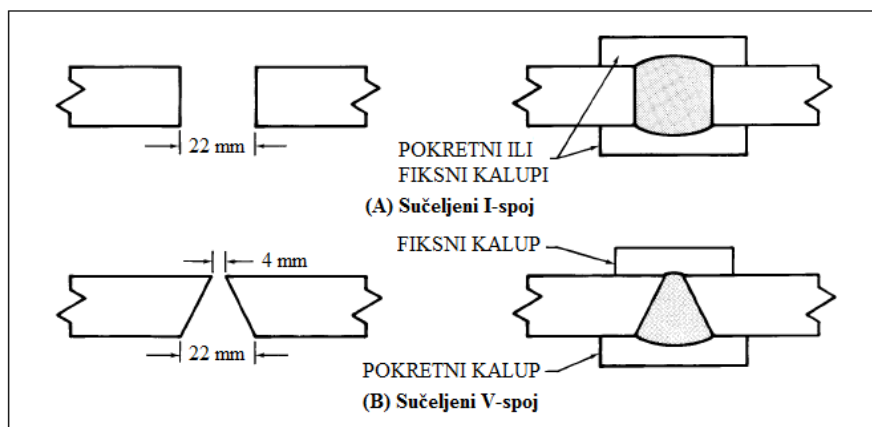 22 mm
POKRETNI ILI
FIKSNI KALUPI
(A) Sučeljeni I-spoj
4 mm
FIKSNI KALUP
22 mm
POKRETNI KALUP
(B) Sučeljeni V-spoj